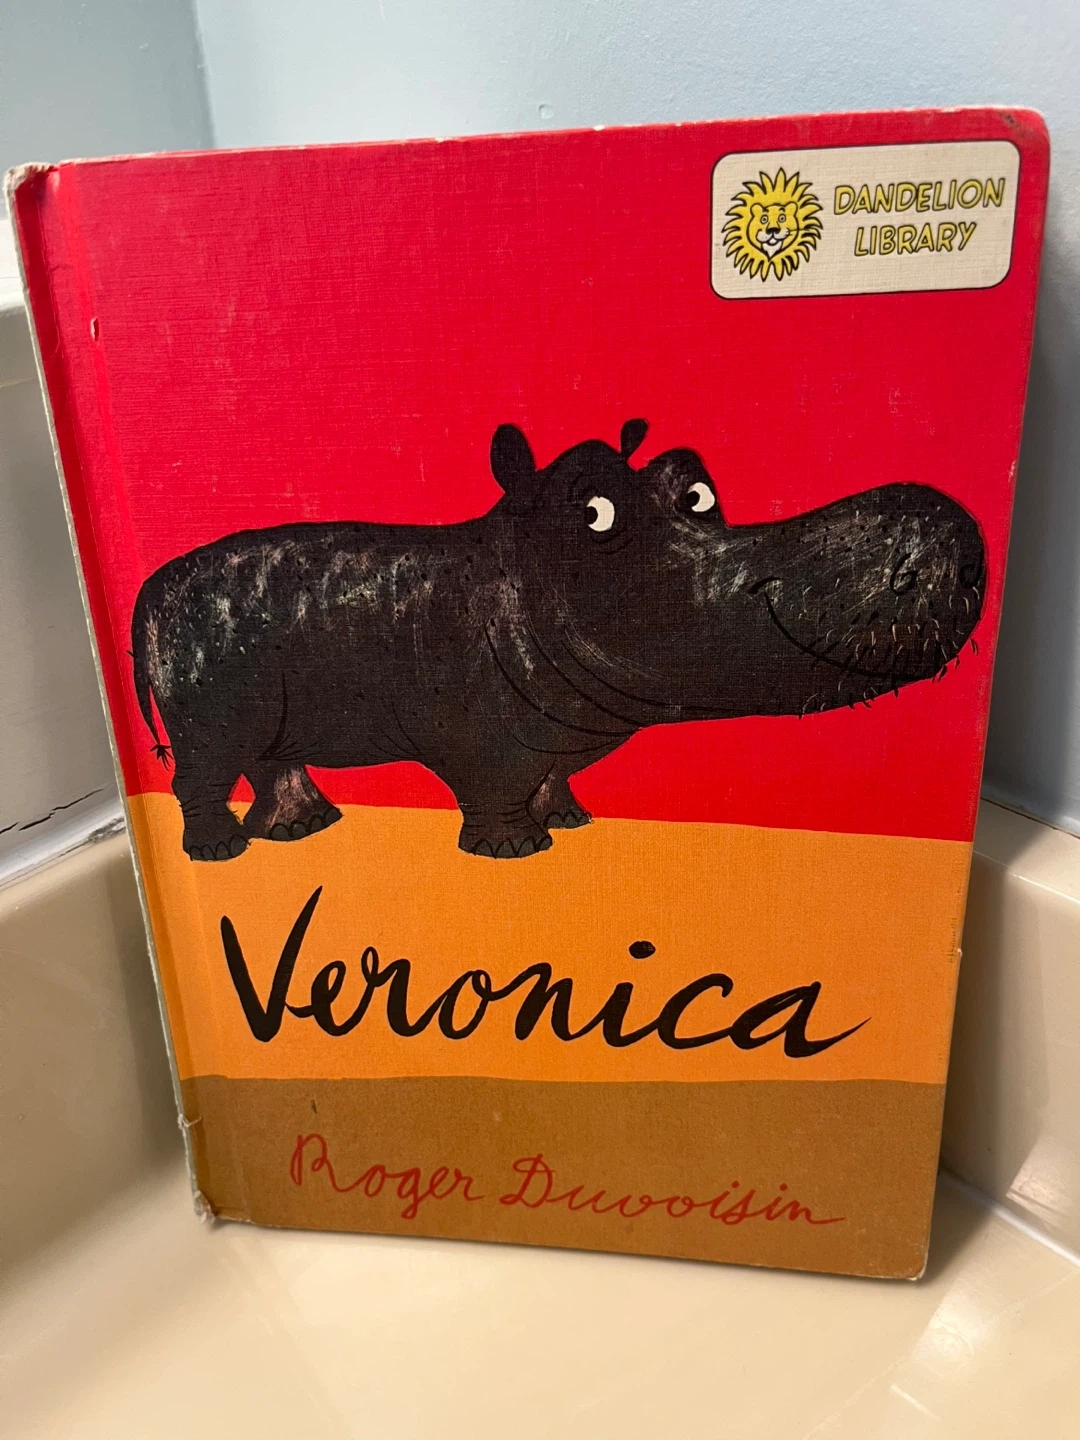 DANDELION
LIBRARY
Veronica
Roger Duvoisin